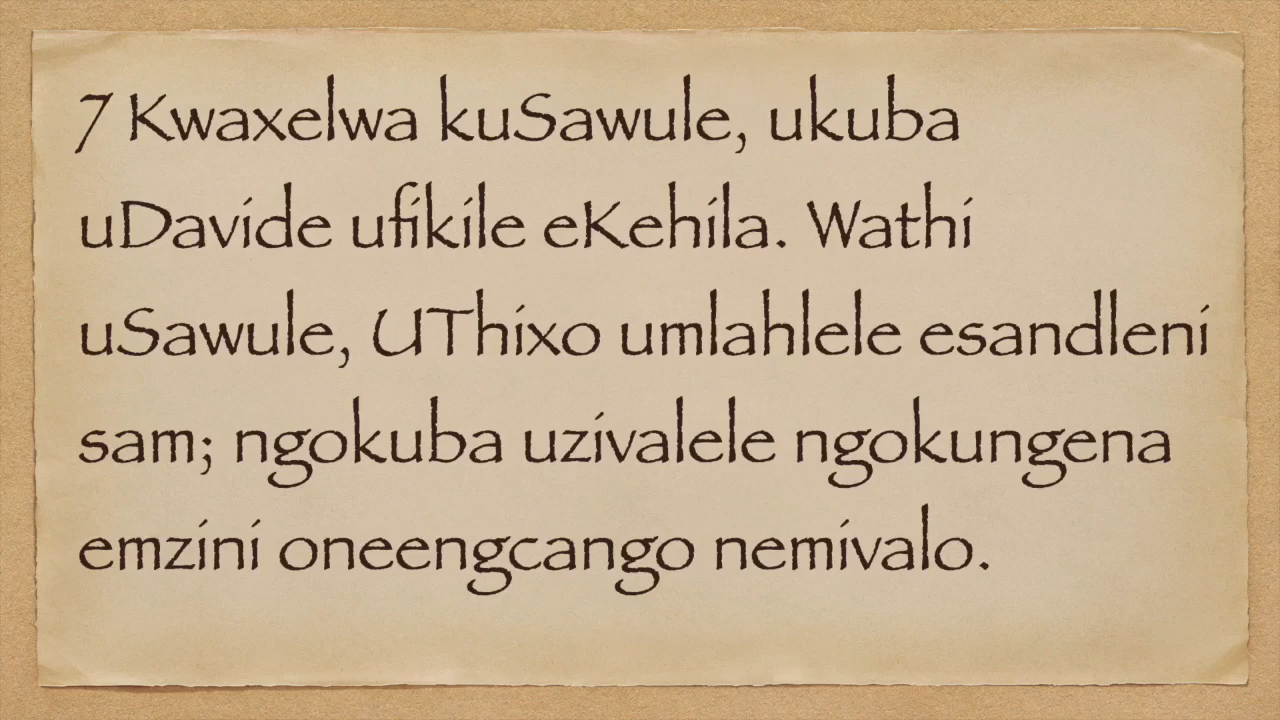 7 Kwaxelwa kuSawule, ukuba
uDavide ufikile eKehila. Wathi
uSawule, UThixo umlahlele esandleni
sam; ngokuba uzivalele ngokungena
emzini oneengcango nemivalo.